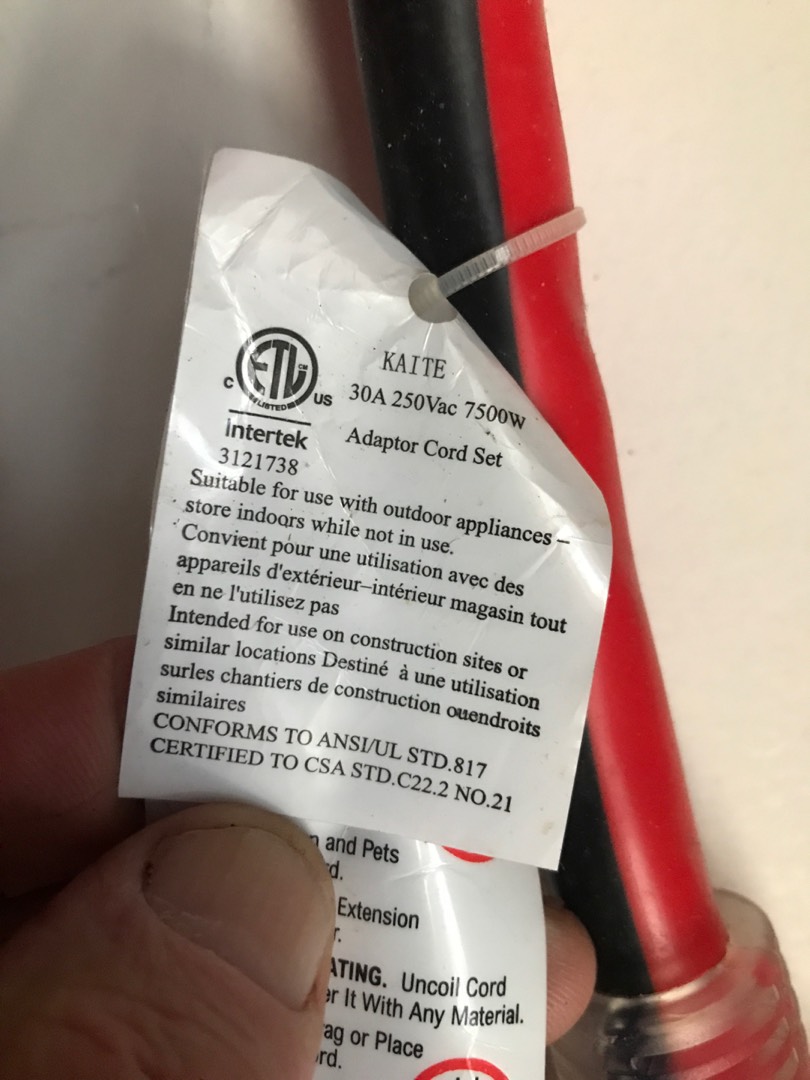 KAITE
30A 250Vac 7500W
Adaptor Cord Set
C ETL CM US
LISTED
Intertek
3121738
Suitable for use with outdoor appliances –
store indoors while not in use.
Convient pour une utilisation avec des
appareils d'extérieur–intérieur magasin tout
en ne l'utilisez pas
Intended for use on construction sites or
similar locations Destiné à une utilisation
surles chantiers de construction ouendroits
similaires
CONFORMS TO ANSI/UL STD.817
CERTIFIED TO CSA STD.C22.2 NO.21
and Pets
Extension
Uncoil Cord
It With Any Material.
or Place